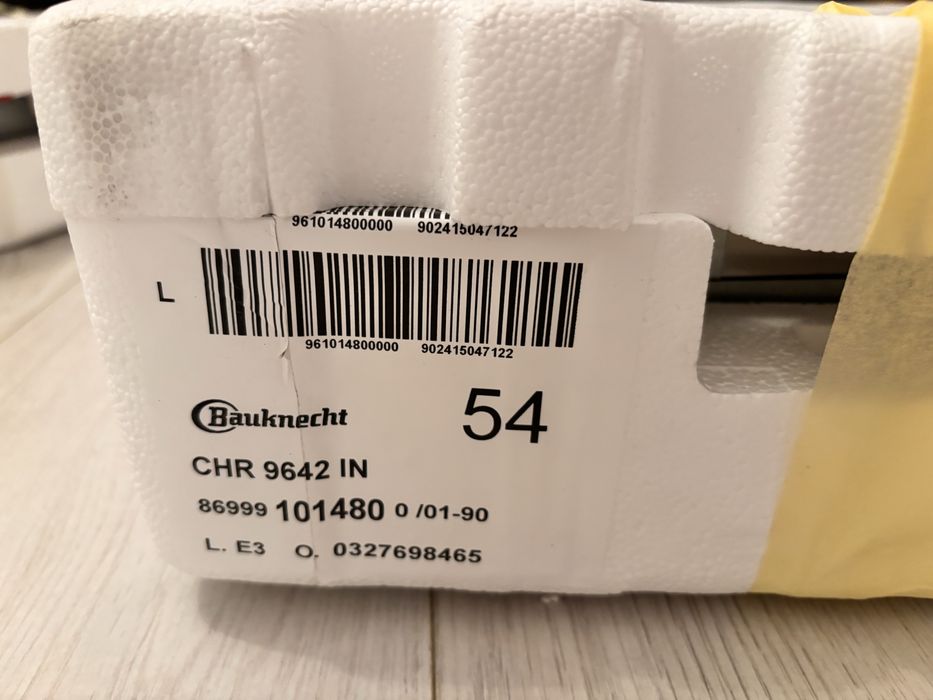 961014800000 902415047122
L
961014800000 902415047122
Bauknecht
54
CHR 9642 IN
86999 101480 0 /01-90
L. E3 O. 0327698465